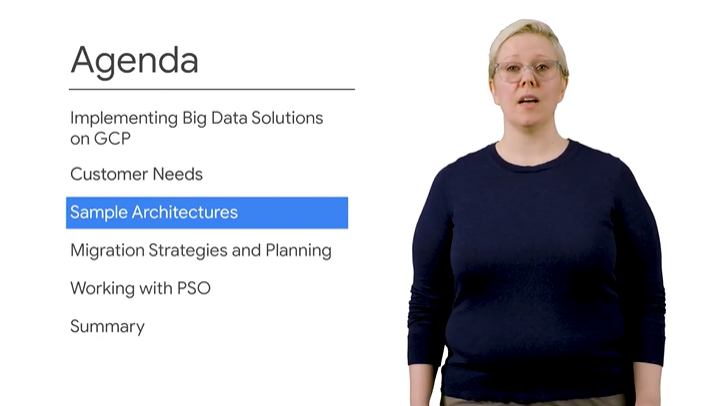 Agenda
Implementing Big Data Solutions
on GCP
Customer Needs
Sample Architectures
Migration Strategies and Planning
Working with PSO
Summary